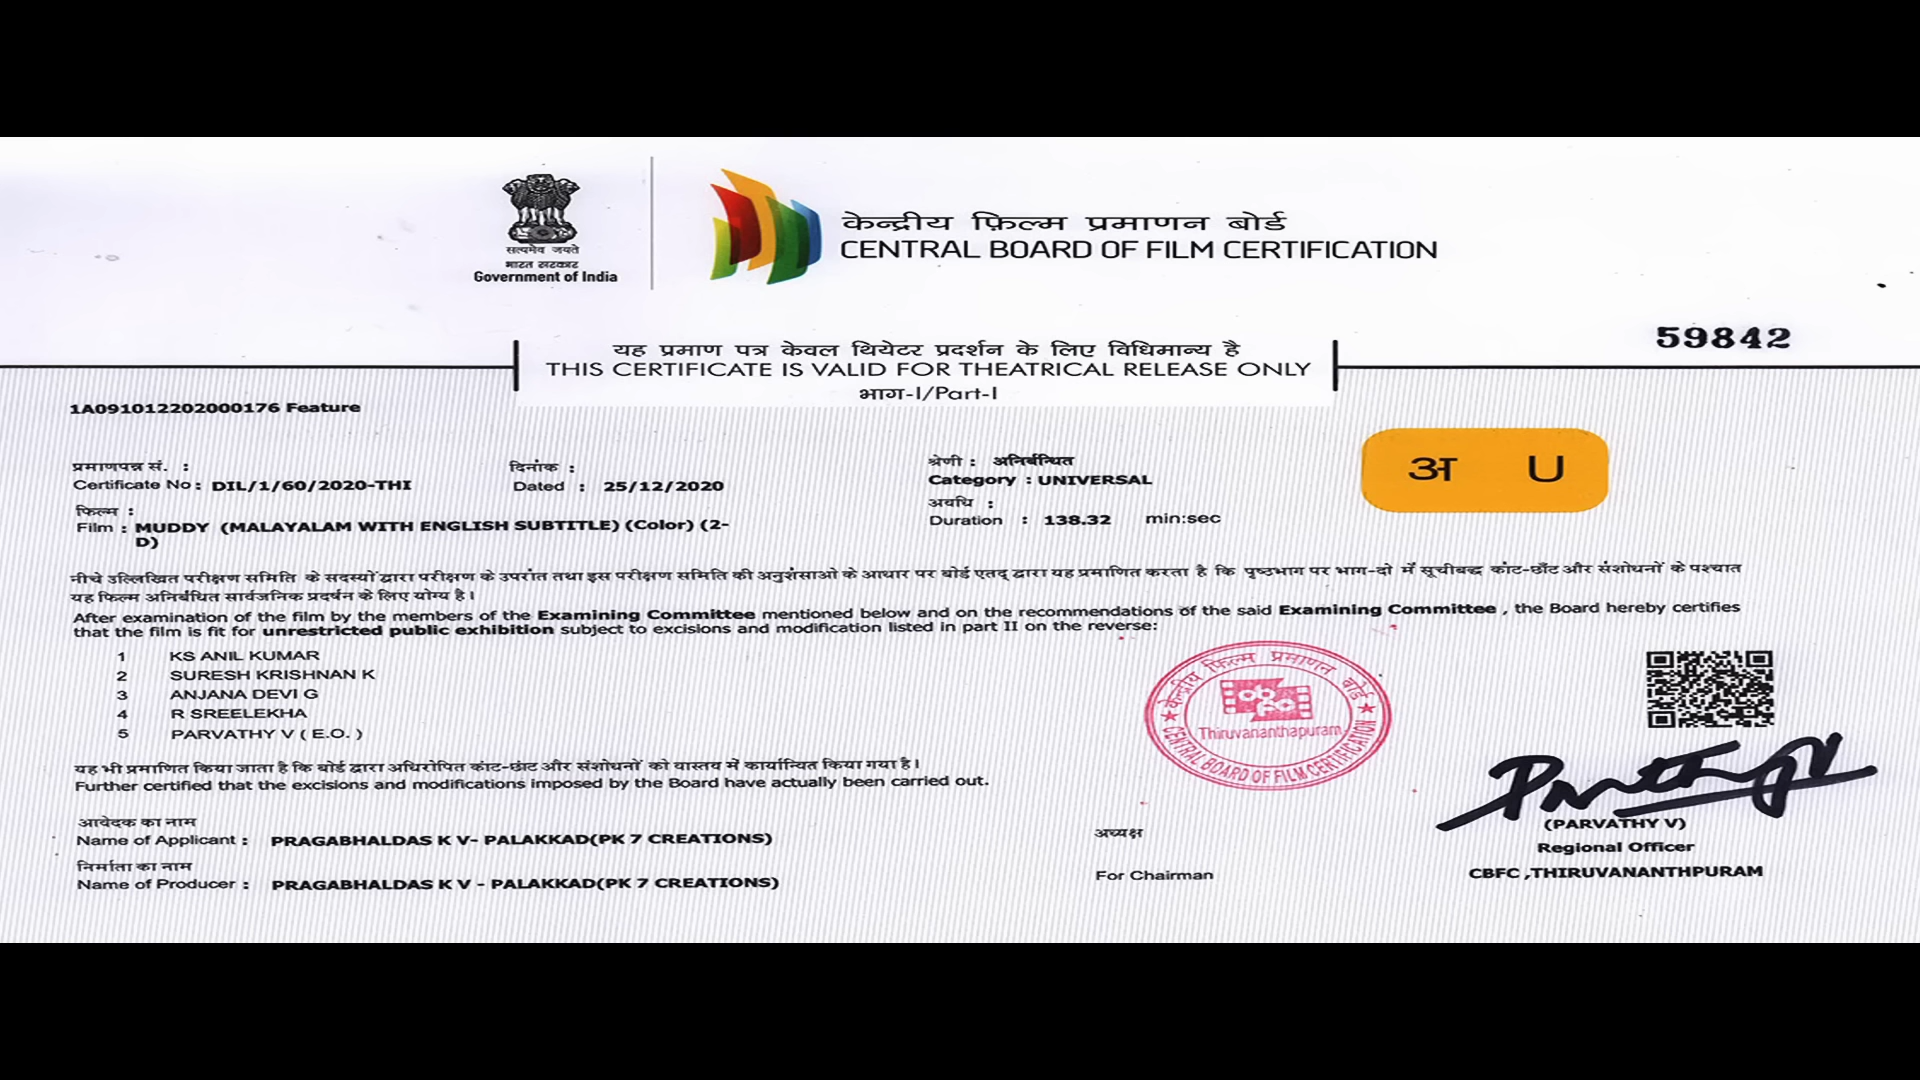 सत्यमेव जयते
भारत सरकार
Government of India
केन्द्रीय फ़िल्म प्रमाणन बोर्ड
CENTRAL BOARD OF FILM CERTIFICATION
59842
यह प्रमाण पत्र केवल थियेटर प्रदर्शन के लिए विधिमान्य है
THIS CERTIFICATE IS VALID FOR THEATRICAL RELEASE ONLY
भाग-I/Part-I
1A091012202000176 Feature
प्रमाणपत्र सं. :
Certificate No : DIL/1/60/2020-THI
दिनांक :
Dated : 25/12/2020
श्रेणी : अनिर्बन्धित
Category : UNIVERSAL
अवधि :
Duration : 138.32 min:sec
अ U
फिल्म :
Film : MUDDY (MALAYALAM WITH ENGLISH SUBTITLE) (Color) (2-
D)
नीचे उल्लिखित परीक्षण समिति के सदस्यों द्वारा परीक्षण के उपरांत तथा इस परीक्षण समिति की अनुशंसाओ के आधार पर बोर्ड एतद् द्वारा यह प्रमाणित करता है कि पृष्ठभाग पर भाग-दो में सूचीबद्ध कांट-छाँट और संशोधनों के पश्चात
यह फिल्म अनिर्बंधित सार्वजनिक प्रदर्षन के लिए योग्य है।
After examination of the film by the members of the Examining Committee mentioned below and on the recommendations of the said Examining Committee , the Board hereby certifies
that the film is fit for unrestricted public exhibition subject to excisions and modification listed in part II on the reverse:
1 KS ANIL KUMAR
2 SURESH KRISHNAN K
3 ANJANA DEVI G
4 R SREELEKHA
5 PARVATHY V ( E.O. )
केन्द्रीय फिल्म प्रमाणन बोर्ड
cb
fc
Thiruvananthapuram
CENTRAL BOARD OF FILM CERTIFICATION
यह भी प्रमाणित किया जाता है कि बोर्ड द्वारा अधिरोपित कांट-छांट और संशोधनों को वास्तव में कार्यान्वित किया गया है।
Further certified that the excisions and modifications imposed by the Board have actually been carried out.
आवेदक का नाम
Name of Applicant : PRAGABHALDAS K V- PALAKKAD(PK 7 CREATIONS)
निर्माता का नाम
Name of Producer : PRAGABHALDAS K V - PALAKKAD(PK 7 CREATIONS)
अध्यक्ष
For Chairman
Parthy V
(PARVATHY V)
Regional Officer
CBFC ,THIRUVANANTHPURAM